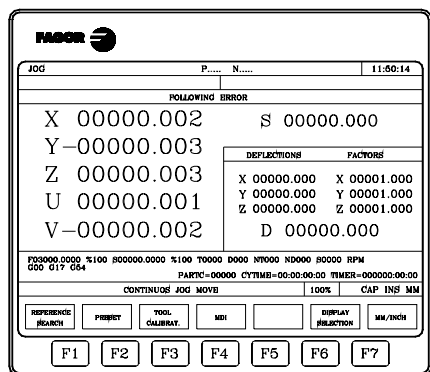 FAGOR
JOG P..... N..... 11:50:14
FOLLOWING ERROR
X 00000.002
Y-00000.003
Z 00000.003
U 00000.001
V-00000.002
S 00000.000
DEFLECTIONS FACTORS
X 00000.000 X 00001.000
Y 00000.000 Y 00001.000
Z 00000.000 Z 00001.000
D 00000.000
F03000.0000 %100 S00000.0000 %100 T0000 D000 NT000 ND000 S0000 RPM
G00 G17 G54
PARTC=00000 CYTIME=00:00:00:00 TIMER=000000:00:00
CONTINUOS JOG MOVE 100% CAP INS MM
REFERENCE SEARCH PRESET TOOL CALIBRAT. MDI DISPLAY SELECTION MM/INCH
F1 F2 F3 F4 F5 F6 F7